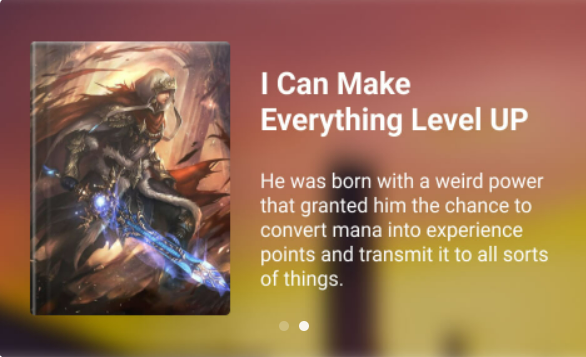 I Can Make
Everything Level UP
He was born with a weird power
that granted him the chance to
convert mana into experience
points and transmit it to all sorts
of things.